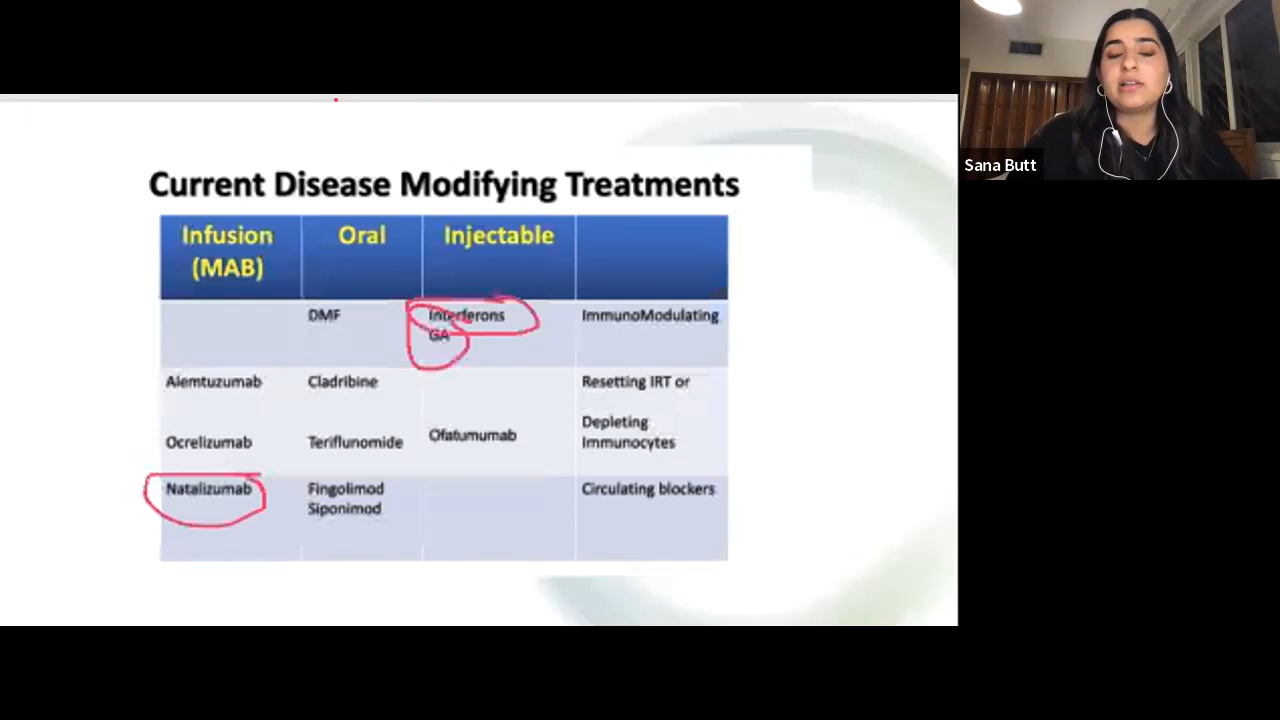 Sana Butt
Current Disease Modifying Treatments
Infusion
(MAB)
Oral
Injectable
DMF
Interferons
GA
ImmunoModulating
Alemtuzumab
Cladribine
Resetting IRT or
Depleting
Immunocytes
Ocrelizumab
Teriflunomide
Ofatumumab
Natalizumab
Fingolimod
Siponimod
Circulating blockers